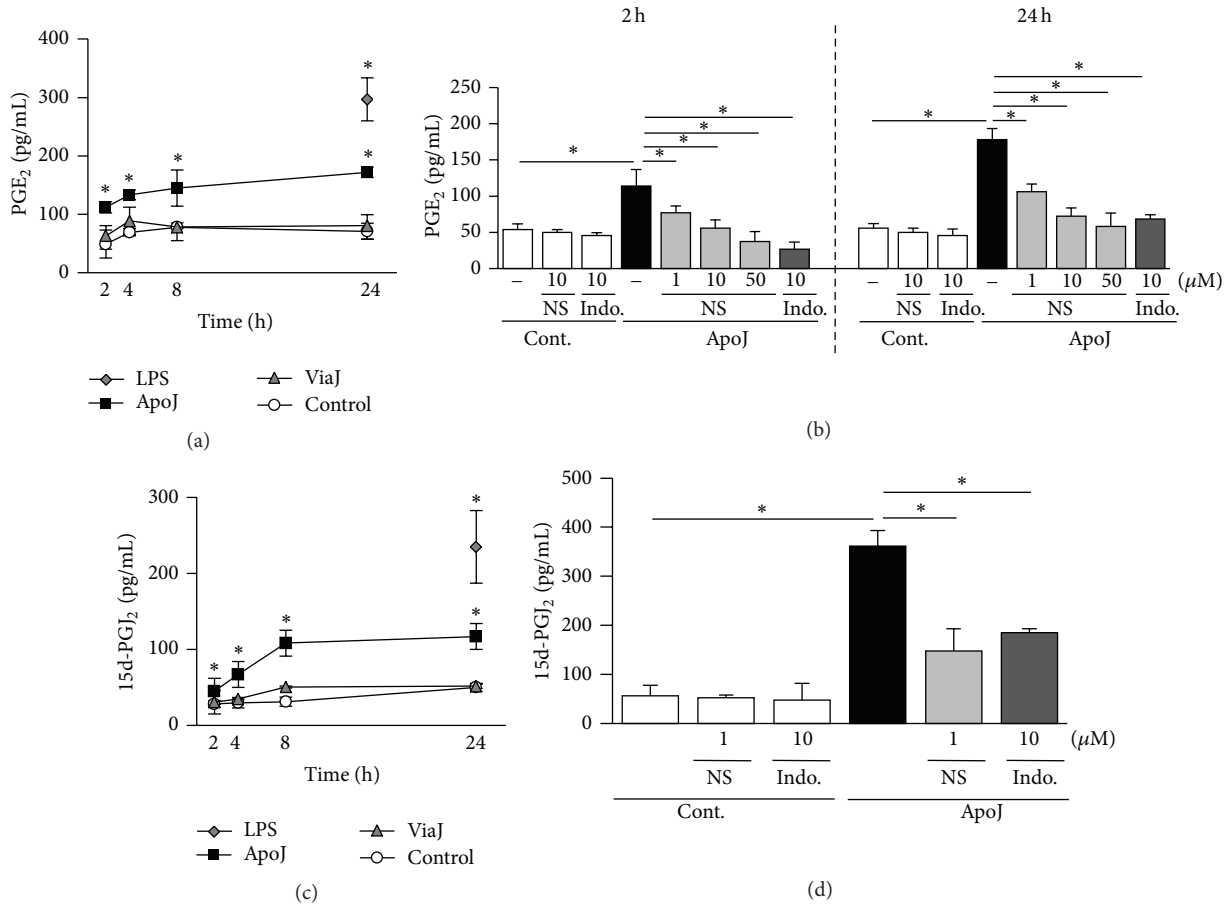 (a)
PGE2 (pg/mL)
400
300
200
100
0
* * * * *
2 4 8 24
Time (h)
LPS
ApoJ
ViaJ
Control
2 h 24 h
PGE2 (pg/mL)
250
200
150
100
50
0
* * * * * * * * * *
– 10 10 – 1 10 50 10 – 10 10 – 1 10 50 10 (μM)
NS Indo. NS Indo. NS Indo. NS Indo.
Cont. ApoJ Cont. ApoJ
(b)
15d-PGJ2 (pg/mL)
300
200
100
0
* * * * *
2 4 8 24
Time (h)
LPS
ApoJ
ViaJ
Control
(c)
15d-PGJ2 (pg/mL)
500
400
300
200
100
0
* * *
1 10 1 10 (μM)
NS Indo. NS Indo.
Cont. ApoJ
(d)